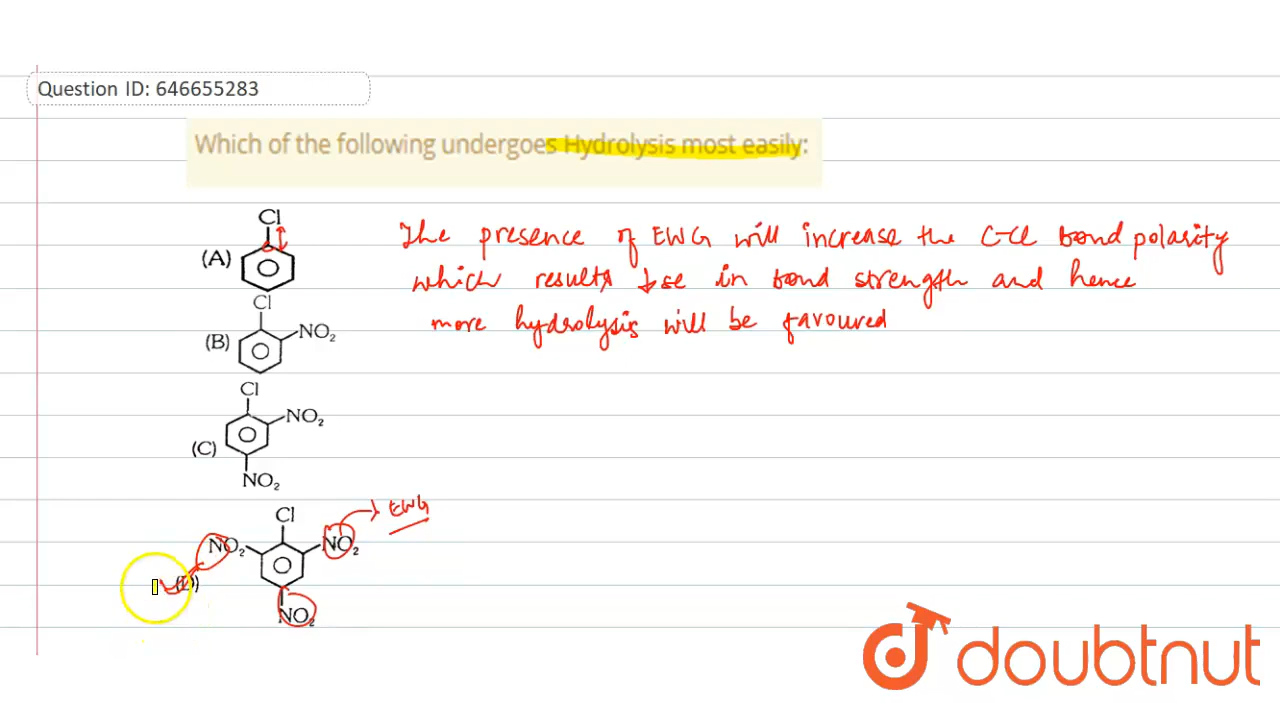 Question ID: 646655283
Which of the following undergoes Hydrolysis most easily:
Cl
(A)
The presence of EWG will increase the C-Cl bond polarity
which results ↓se in bond strength and hence
more hydrolysis will be favoured
Cl
NO₂
(B)
Cl
NO₂
(C)
NO₂
EWG
Cl
NO₂
NO₂
(D)
NO₂
doubtnut